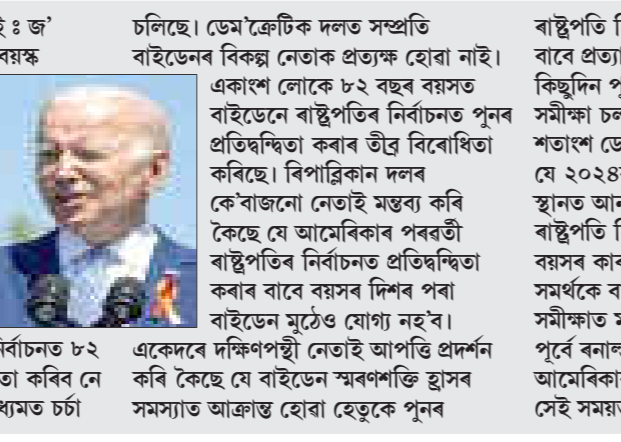 ই ঃ জ'
বয়স্ক
নিৰ্বাচনত ৮২
তা কৰিব নে
ধ্যমত চৰ্চা
চলিছে। ডেম'ক্ৰেটিক দলত সম্প্ৰতি
বাইডেনৰ বিকল্প নেতাক প্ৰত্যক্ষ হোৱা নাই।
একাংশ লোকে ৮২ বছৰ বয়সত
বাইডেনে ৰাষ্ট্ৰপতিৰ নিৰ্বাচনত পুনৰ
প্ৰতিদ্বন্দ্বিতা কৰাৰ তীব্ৰ বিৰোধিতা
কৰিছে। ৰিপাব্লিকান দলৰ
কে'বাজনো নেতাই মন্তব্য কৰি
কৈছে যে আমেৰিকাৰ পৰৱৰ্তী
ৰাষ্ট্ৰপতিৰ নিৰ্বাচনত প্ৰতিদ্বন্দ্বিতা
কৰাৰ বাবে বয়সৰ দিশৰ পৰা
বাইডেন মুঠেও যোগ্য নহ'ব।
একেদৰে দক্ষিণপন্থী নেতাই আপত্তি প্ৰদৰ্শন
কৰি কৈছে যে বাইডেন স্মৰণশক্তি হ্ৰাসৰ
সমস্যাত আক্ৰান্ত হোৱা হেতুকে পুনৰ
ৰাষ্ট্ৰপতি
বাবে প্ৰত্যা
কিছুদিন পূ
সমীক্ষা চল
শতাংশ ডে
যে ২০২৪
স্থানত আন
ৰাষ্ট্ৰপতি
বয়সৰ কাৰ
সমৰ্থকে ব
সমীক্ষাত ম
পূৰ্বে ৰনাল্
আমেৰিকা
সেই সময়ত